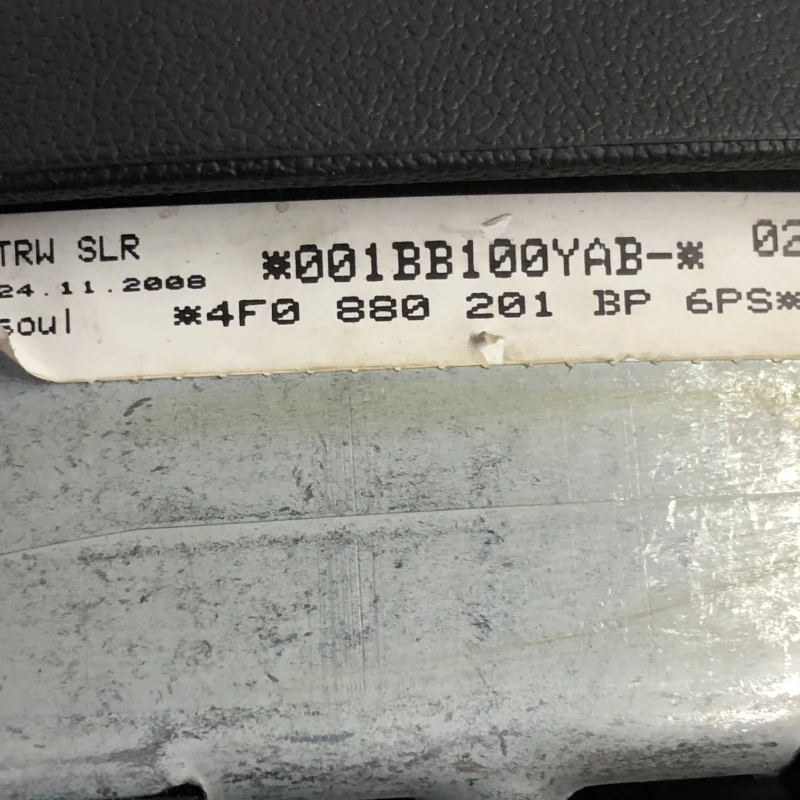 TRW SLR *001BB100YAB-* 02
24.11.2008
soul *4F0 880 201 BP 6PS*